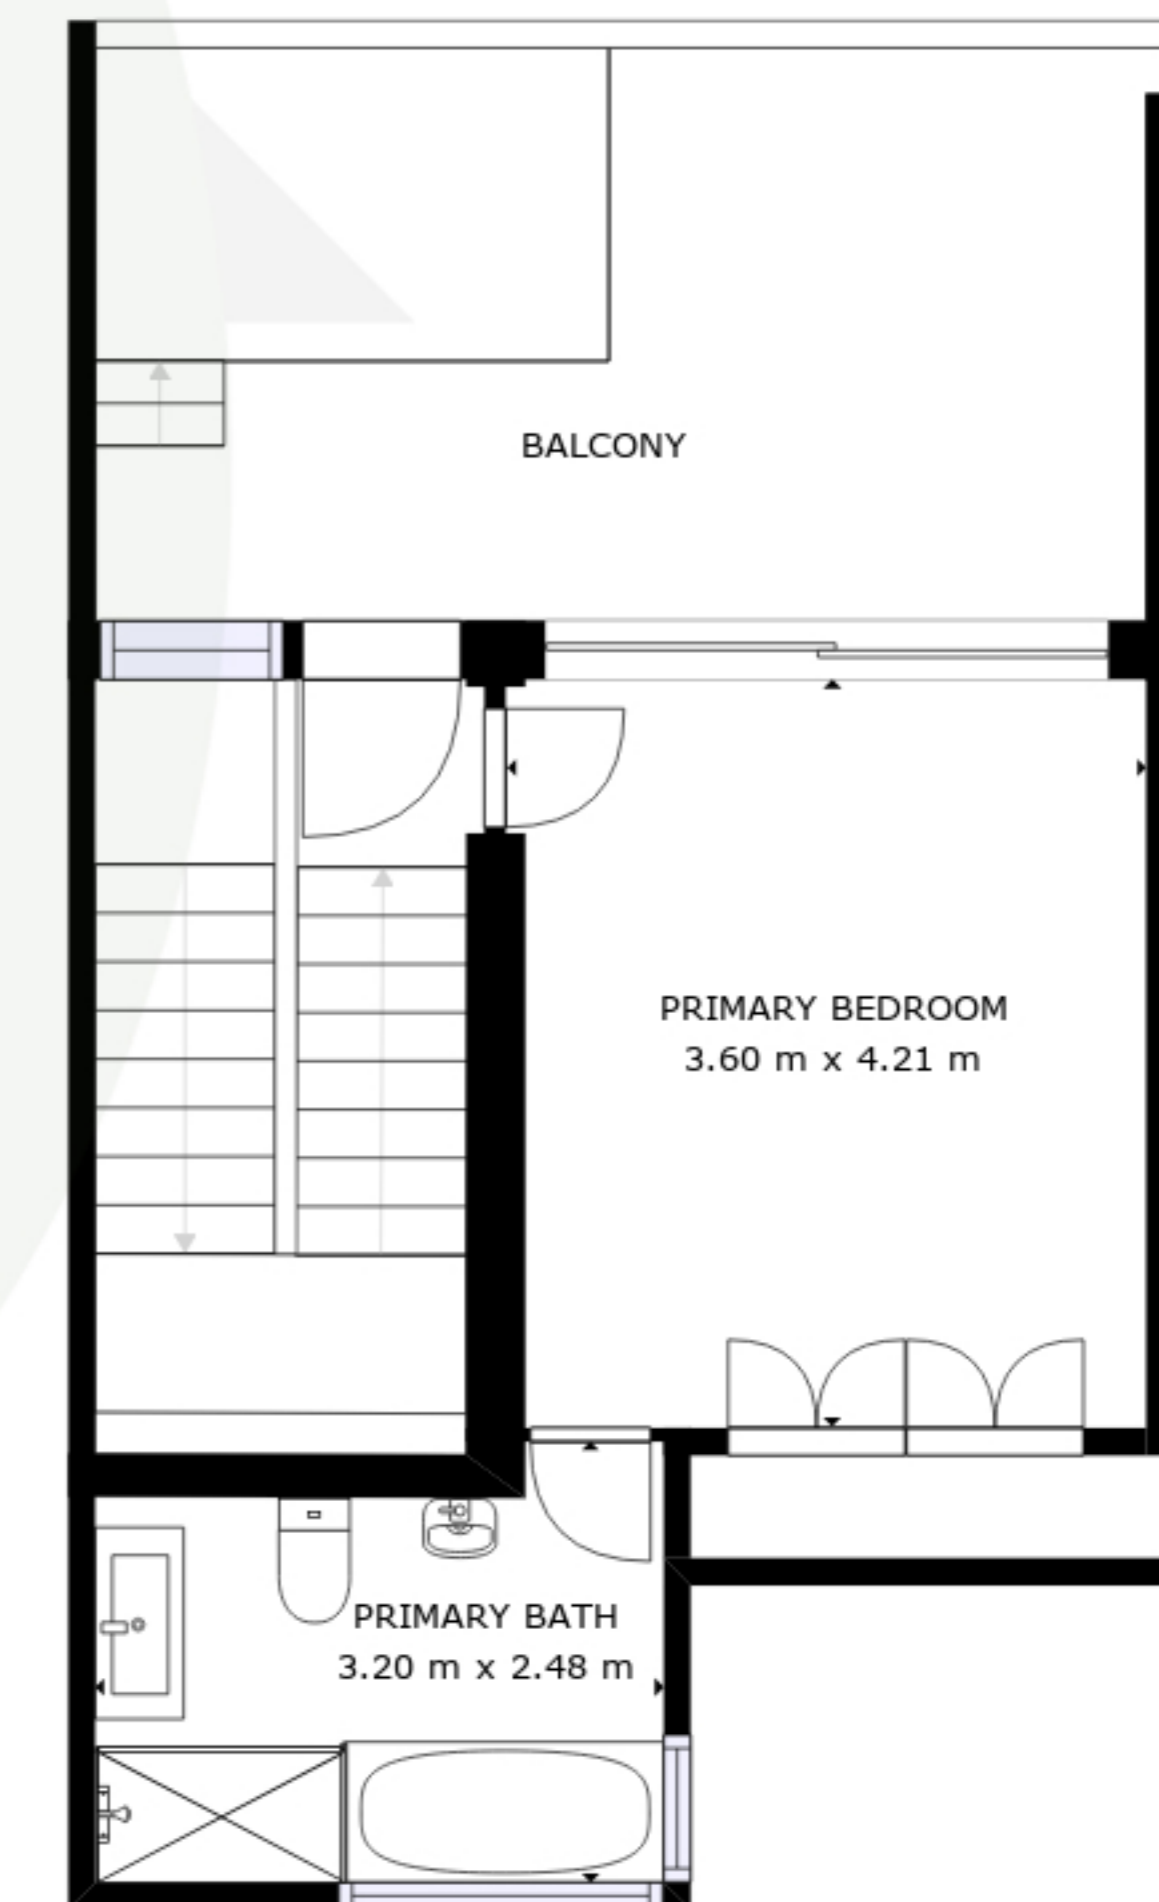 BALCONY
PRIMARY BEDROOM
3.60 m x 4.21 m
PRIMARY BATH
3.20 m x 2.48 m